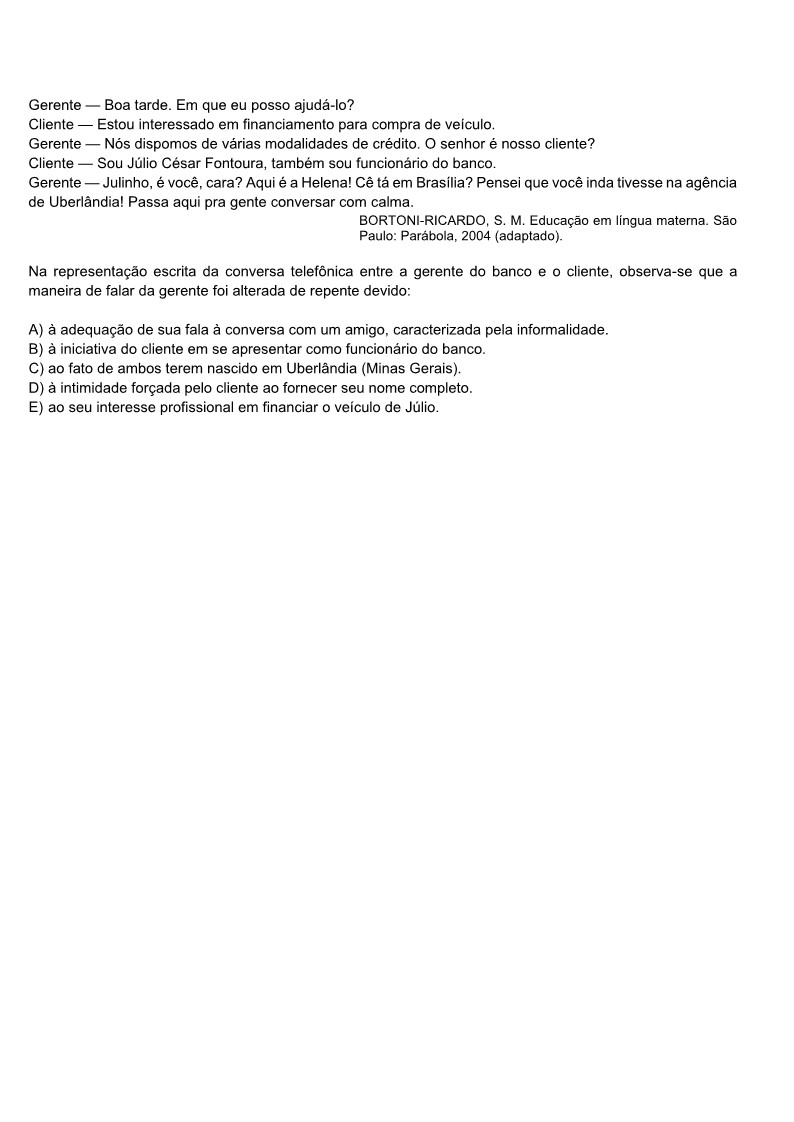 Gerente — Boa tarde. Em que eu posso ajudá-lo?
Cliente — Estou interessado em financiamento para compra de veículo.
Gerente — Nós dispomos de várias modalidades de crédito. O senhor é nosso cliente?
Cliente — Sou Júlio César Fontoura, também sou funcionário do banco.
Gerente — Julinho, é você, cara? Aqui é a Helena! Cê tá em Brasília? Pensei que você inda tivesse na agência
de Uberlândia! Passa aqui pra gente conversar com calma.
BORTONI-RICARDO, S. M. Educação em língua materna. São
Paulo: Parábola, 2004 (adaptado).
Na representação escrita da conversa telefônica entre a gerente do banco e o cliente, observa-se que a
maneira de falar da gerente foi alterada de repente devido:
A) à adequação de sua fala à conversa com um amigo, caracterizada pela informalidade.
B) à iniciativa do cliente em se apresentar como funcionário do banco.
C) ao fato de ambos terem nascido em Uberlândia (Minas Gerais).
D) à intimidade forçada pelo cliente ao fornecer seu nome completo.
E) ao seu interesse profissional em financiar o veículo de Júlio.